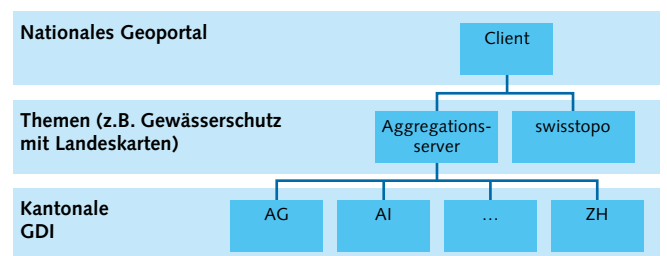 Nationales Geoportal
Client
Themen (z.B. Gewässerschutz
mit Landeskarten)
Aggregations-
server
swisstopo
Kantonale
GDI
AG
AI
...
ZH